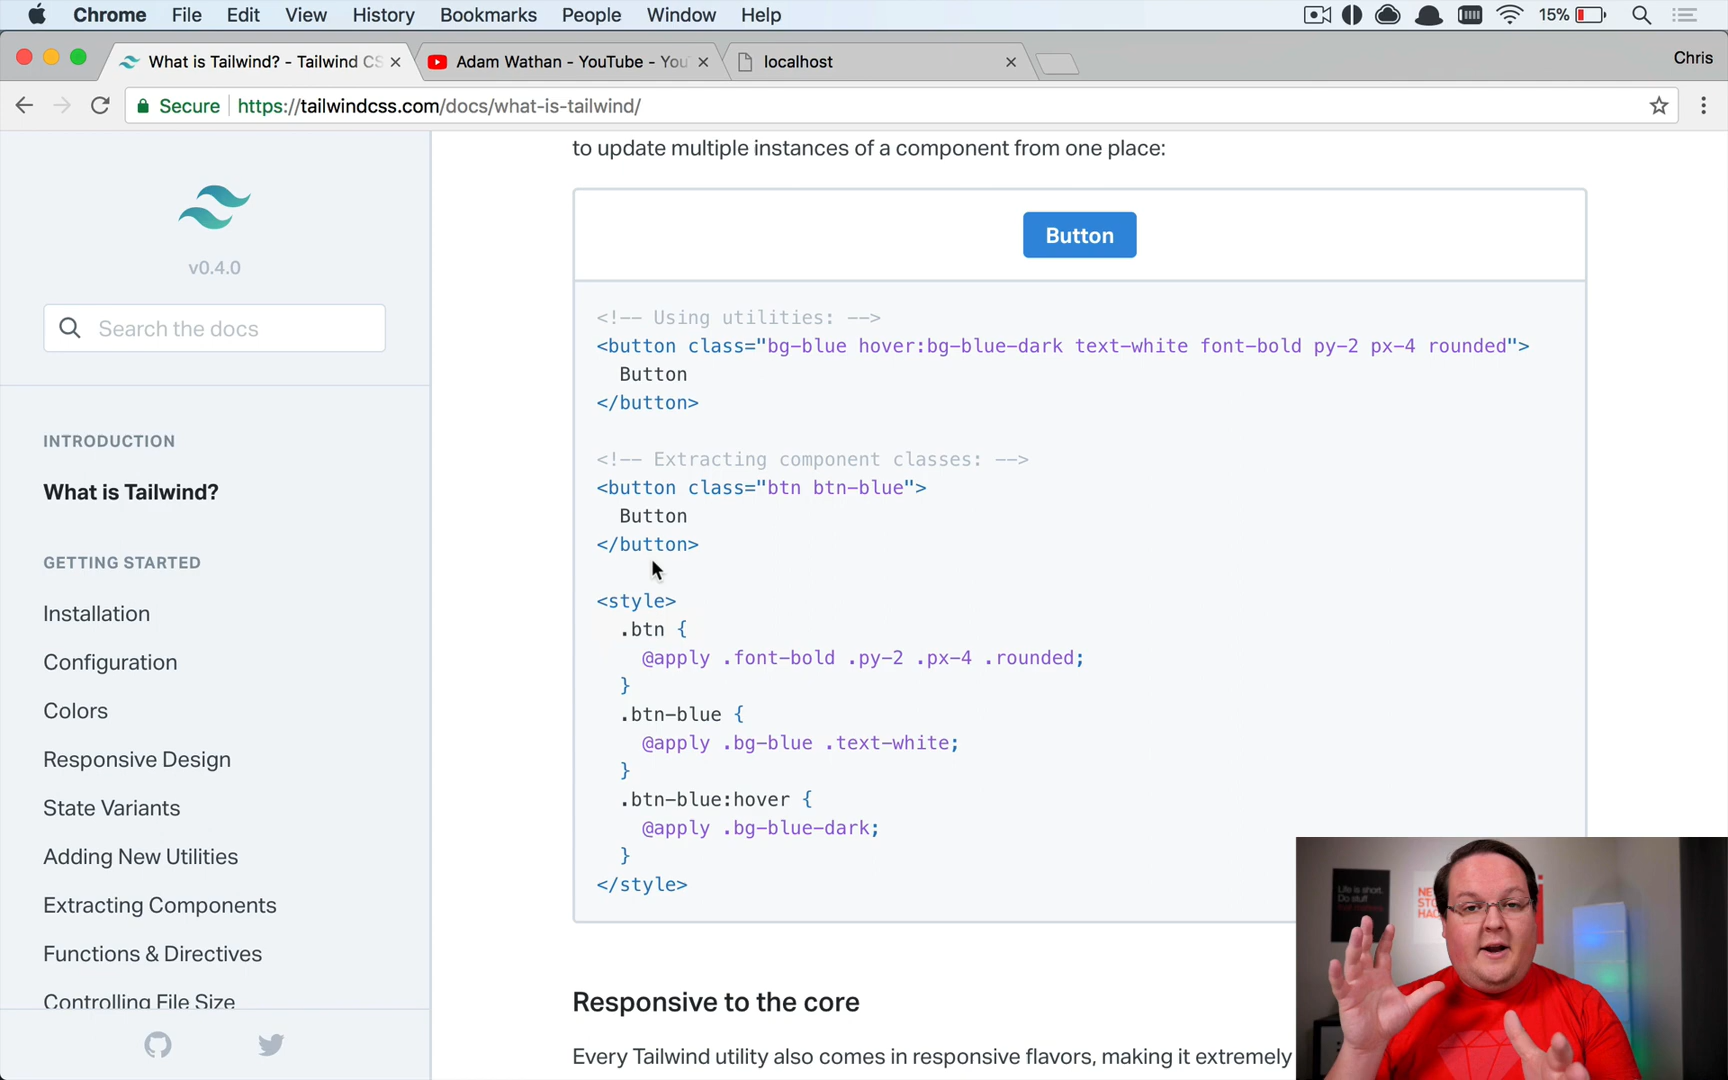 Chrome File Edit View History Bookmarks People Window Help 15%
What is Tailwind? - Tailwind CS
Adam Wathan - YouTube - You
localhost
Chris
Secure https://tailwindcss.com/docs/what-is-tailwind/
v0.4.0
Search the docs
INTRODUCTION
What is Tailwind?
GETTING STARTED
Installation
Configuration
Colors
Responsive Design
State Variants
Adding New Utilities
Extracting Components
Functions & Directives
Controlling File Size
to update multiple instances of a component from one place:
Button
<!-- Using utilities: -->
<button class="bg-blue hover:bg-blue-dark text-white font-bold py-2 px-4 rounded">
Button
</button>
<!-- Extracting component classes: -->
<button class="btn btn-blue">
Button
</button>
<style>
.btn {
@apply .font-bold .py-2 .px-4 .rounded;
}
.btn-blue {
@apply .bg-blue .text-white;
}
.btn-blue:hover {
@apply .bg-blue-dark;
}
</style>
Responsive to the core
Every Tailwind utility also comes in responsive flavors, making it extremely
Life is short.
Do stuff